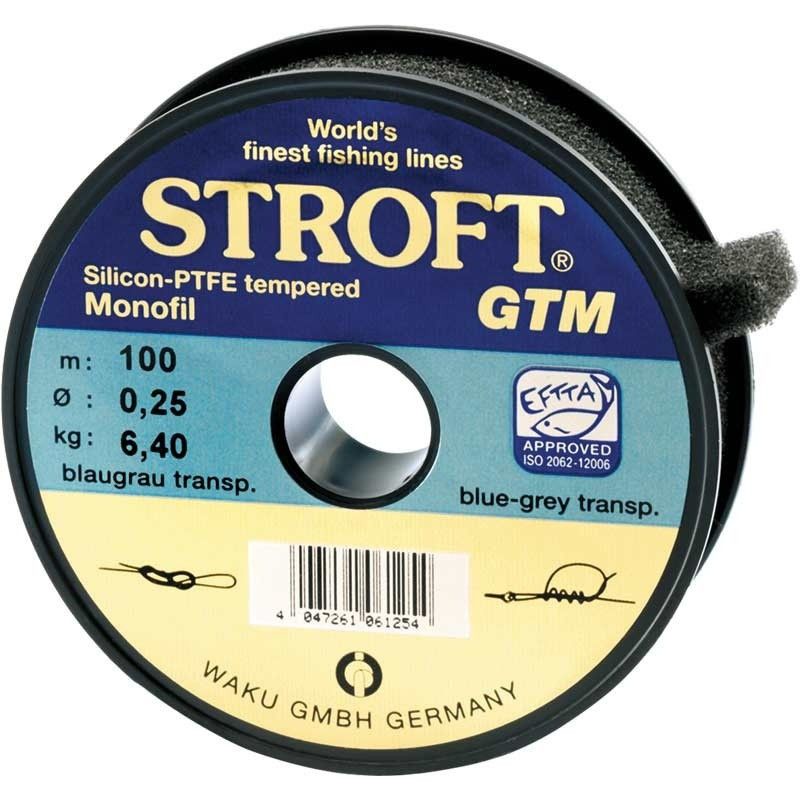 World's
finest fishing lines
STROFT®
Silicon-PTFE tempered
Monofil
GTM
m: 100
Ø : 0,25
kg: 6,40
blaugrau transp.
EFTTA
APPROVED
ISO 2062-12006
blue-grey transp.
4 047261 061254
WAKU GMBH GERMANY